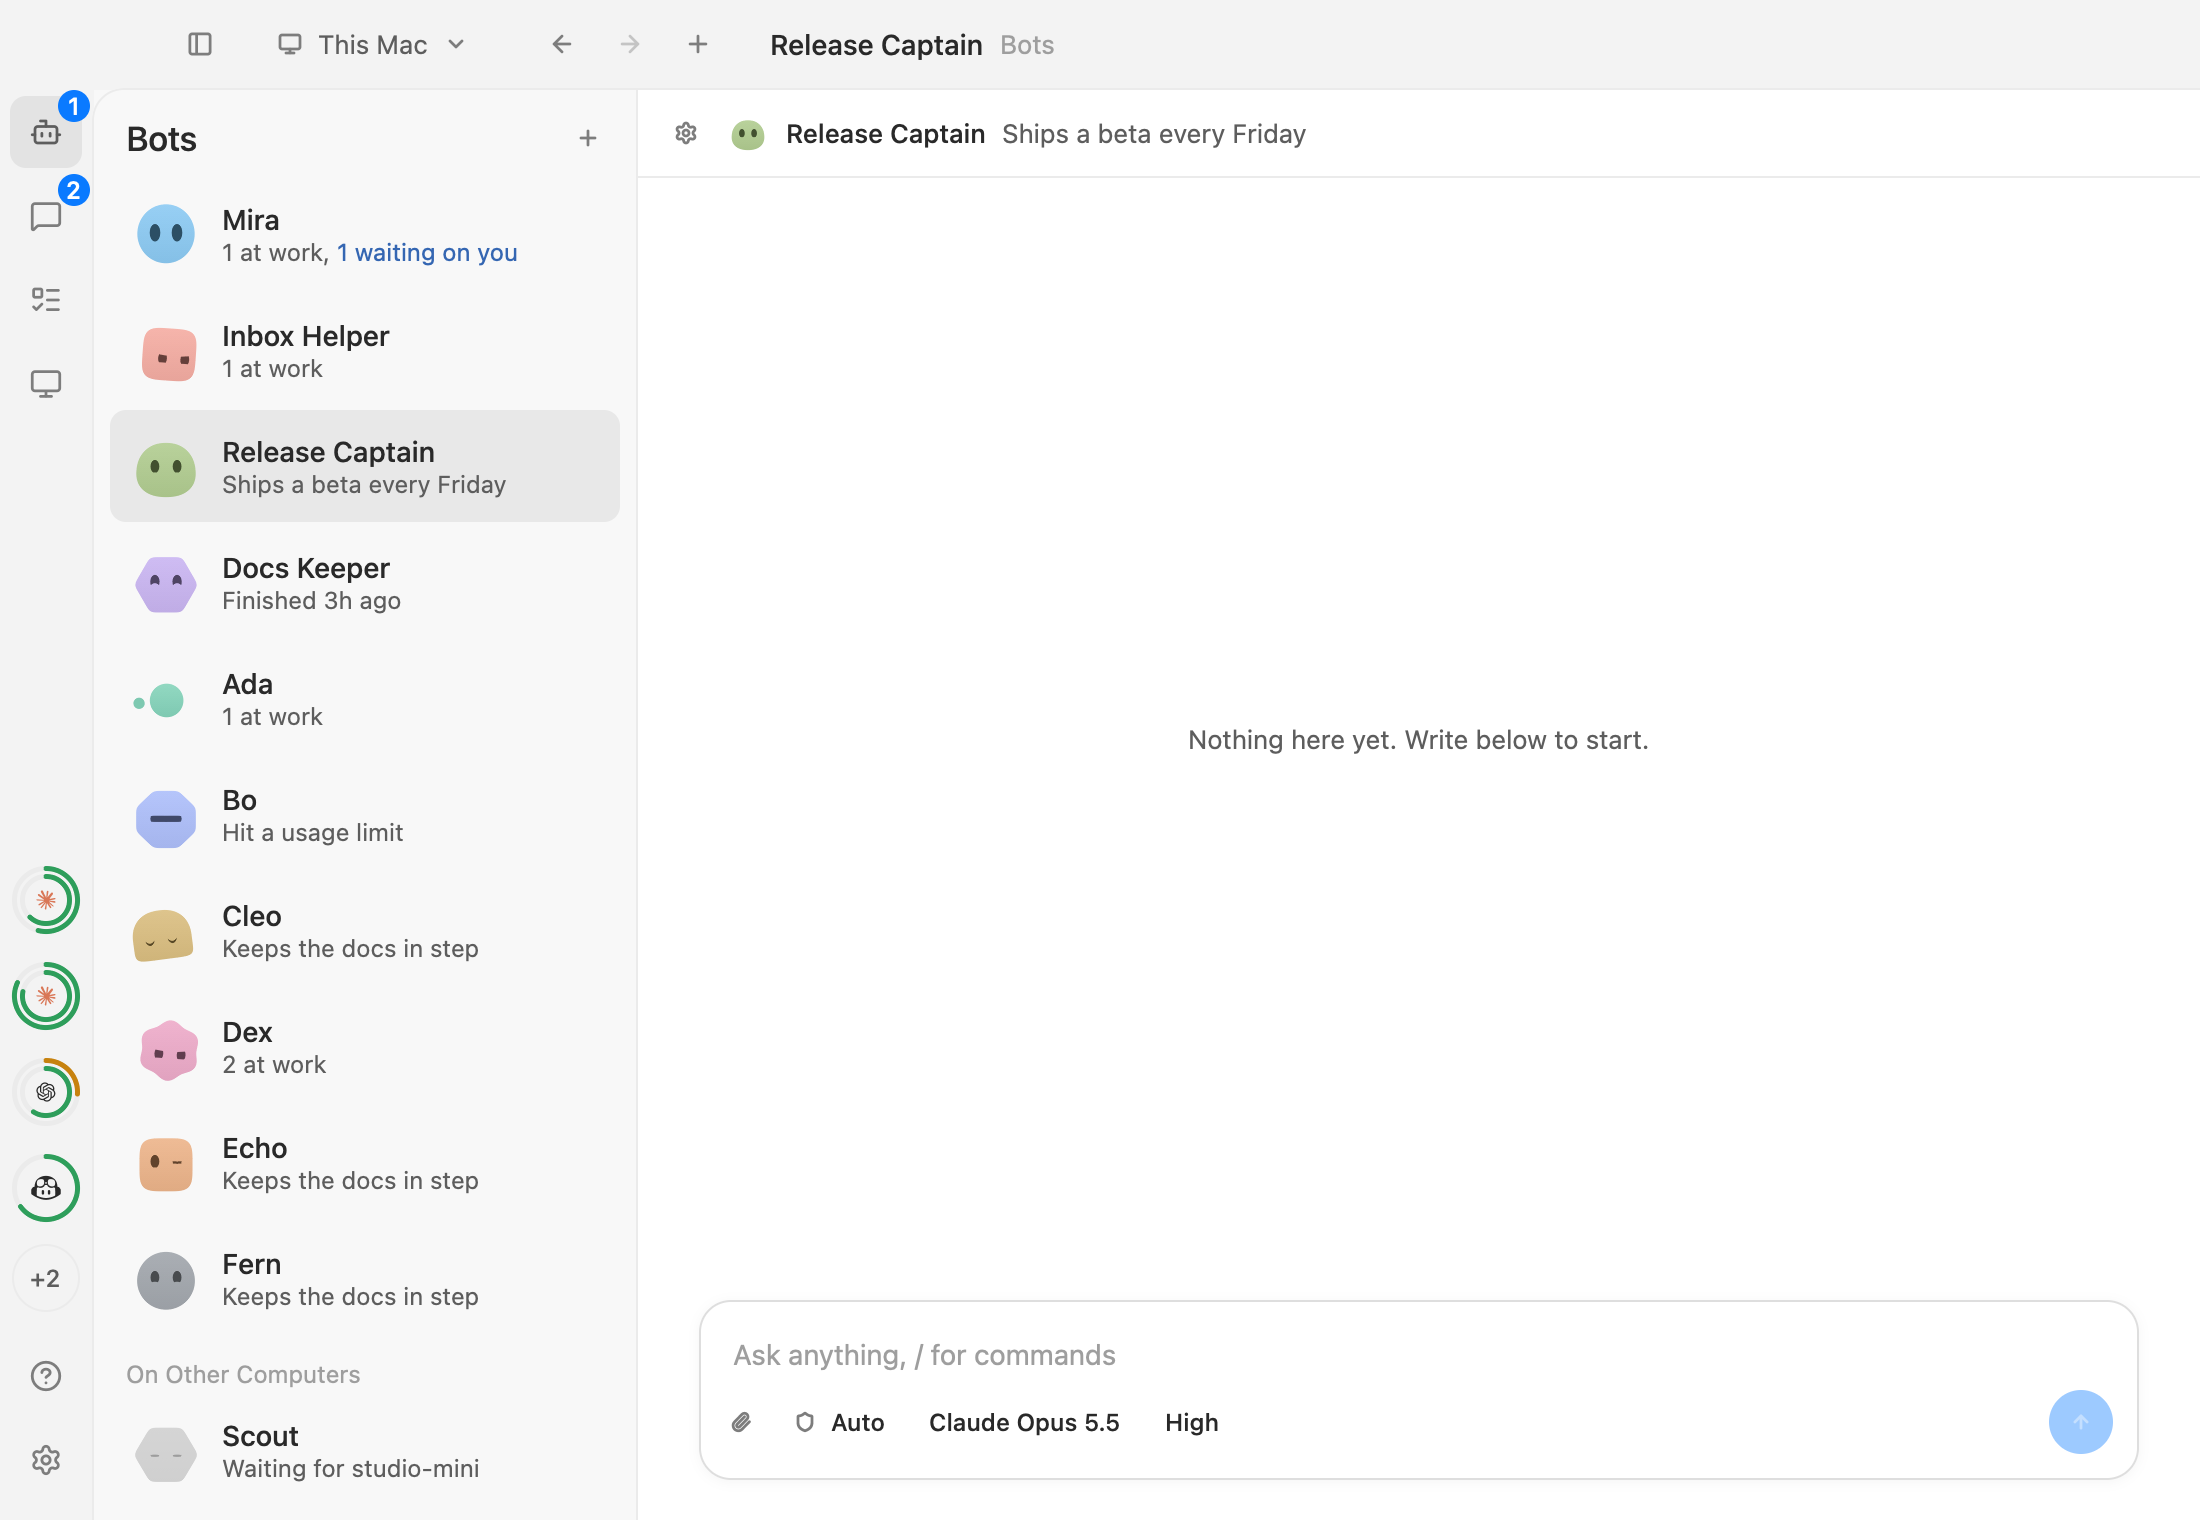 This Mac
Release Captain Bots
1
2
Bots
Mira
1 at work, 1 waiting on you
Inbox Helper
1 at work
Release Captain
Ships a beta every Friday
Docs Keeper
Finished 3h ago
Ada
1 at work
Bo
Hit a usage limit
Cleo
Keeps the docs in step
Dex
2 at work
Echo
Keeps the docs in step
Fern
Keeps the docs in step
On Other Computers
Scout
Waiting for studio-mini
+2
Release Captain Ships a beta every Friday
Nothing here yet. Write below to start.
Ask anything, / for commands
Auto Claude Opus 5.5 High